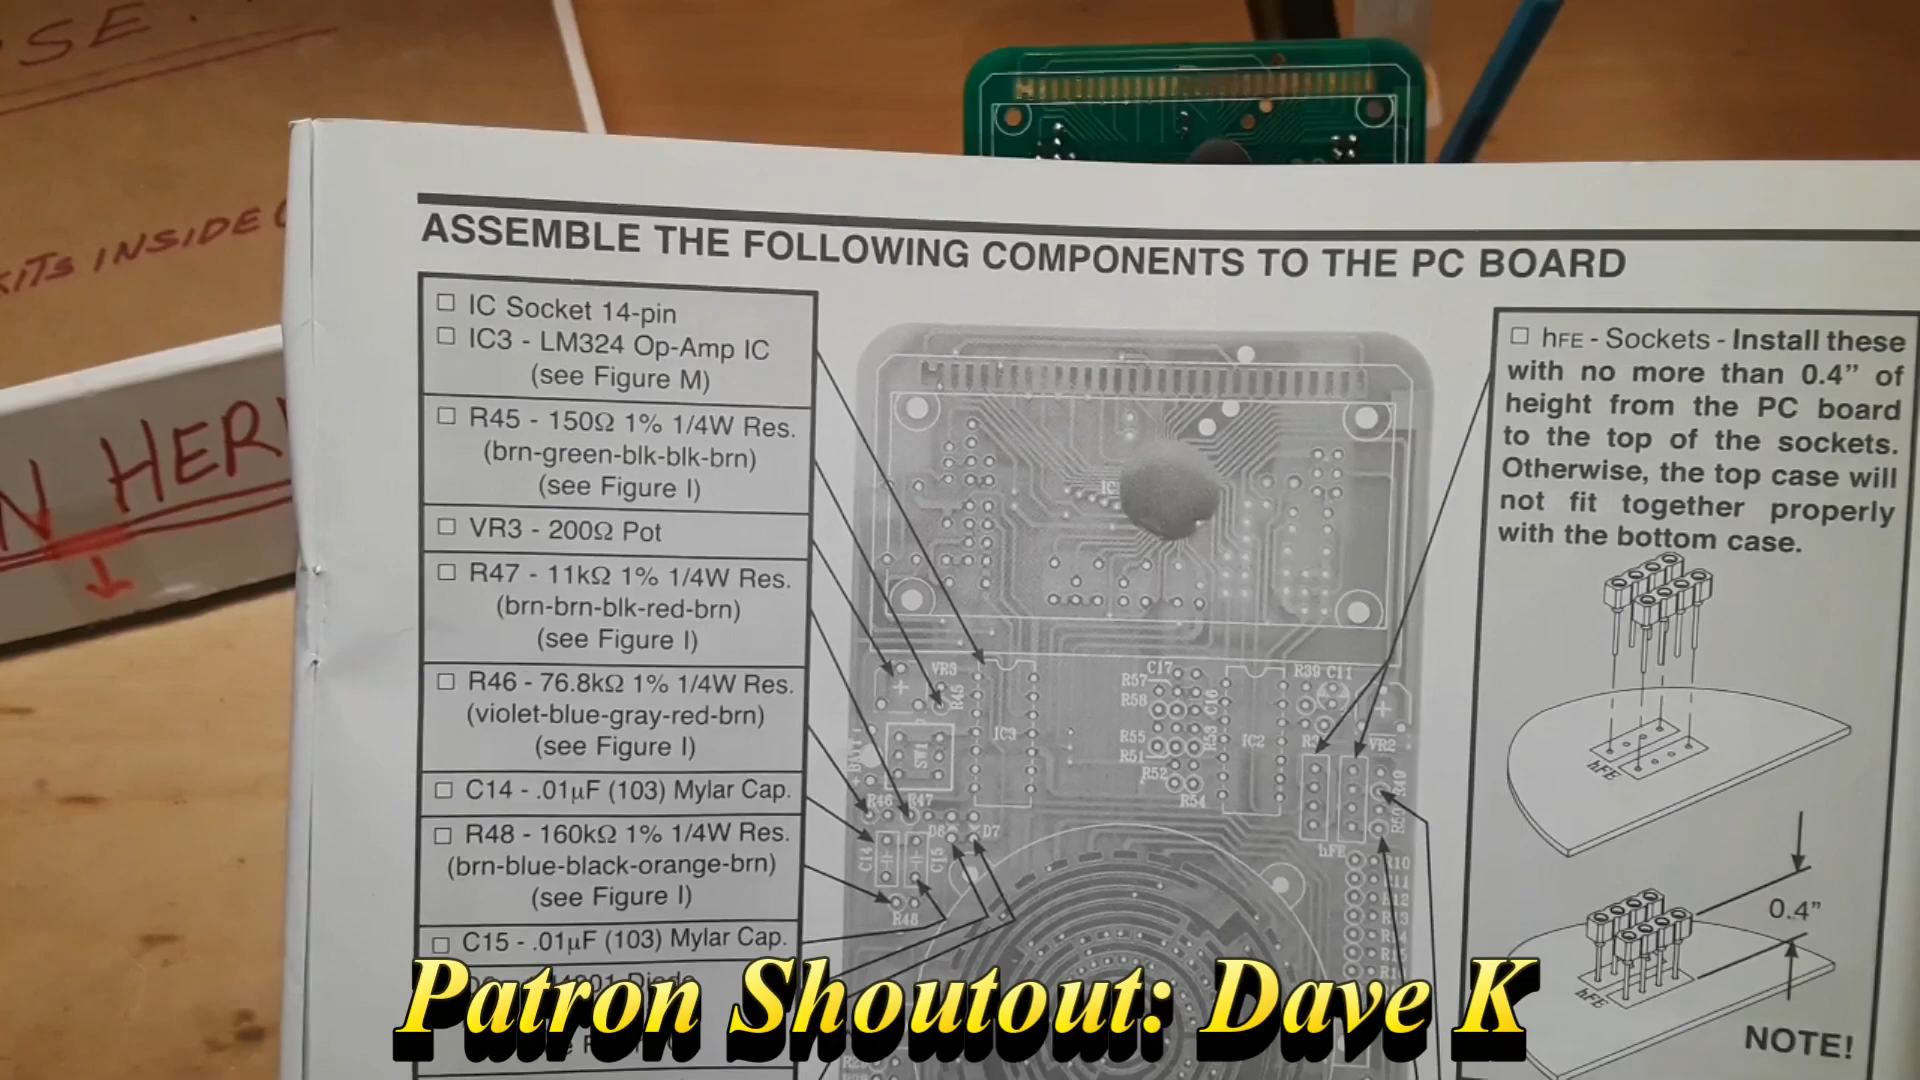 SE.
KITS INSIDE
N HER
ASSEMBLE THE FOLLOWING COMPONENTS TO THE PC BOARD
☐ IC Socket 14-pin
☐ IC3 - LM324 Op-Amp IC
(see Figure M)
☐ R45 - 150Ω 1% 1/4W Res.
(brn-green-blk-blk-brn)
(see Figure I)
☐ VR3 - 200Ω Pot
☐ R47 - 11kΩ 1% 1/4W Res.
(brn-brn-blk-red-brn)
(see Figure I)
☐ R46 - 76.8kΩ 1% 1/4W Res.
(violet-blue-gray-red-brn)
(see Figure I)
☐ C14 - .01μF (103) Mylar Cap.
☐ R48 - 160kΩ 1% 1/4W Res.
(brn-blue-black-orange-brn)
(see Figure I)
☐ C15 - .01μF (103) Mylar Cap.
VR3
R45
IC3
SW1
+ BATT -
R46 R47
D6 D7
C14
C15
R48
C17
R57
R58
C16
R55
R53
R51
R52
R54
IC2
R39 C11
VR2
R49
R50
hFE
R10
☐ hFE - Sockets - Install these
with no more than 0.4” of
height from the PC board
to the top of the sockets.
Otherwise, the top case will
not fit together properly
with the bottom case.
hFE
0.4”
hFE
NOTE!
Patron Shoutout: Dave K